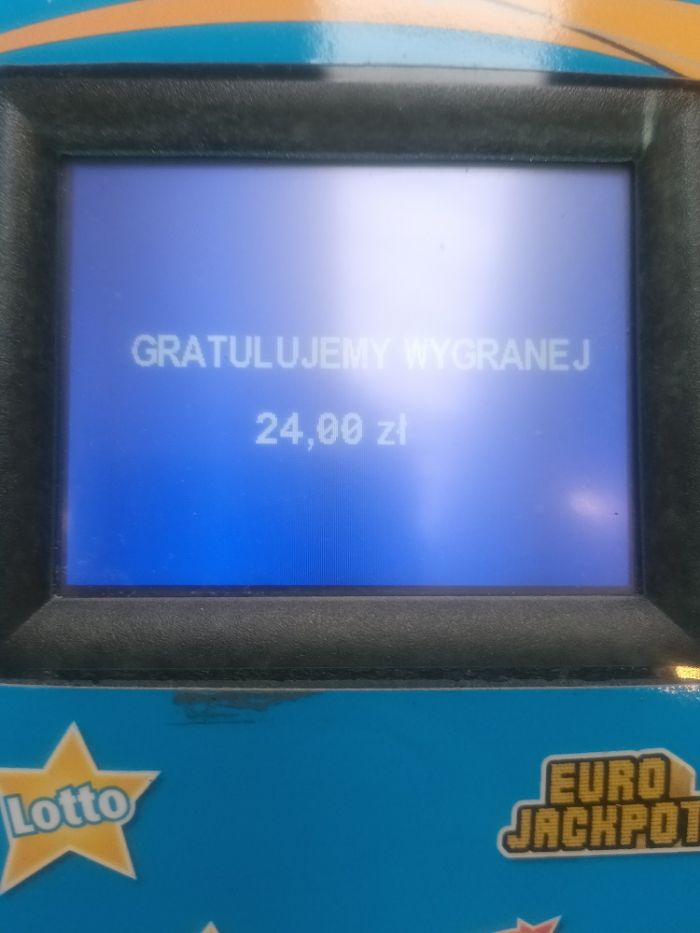 GRATULUJEMY WYGRANEJ
24,00 zł
Lotto
EURO
JACKPOT